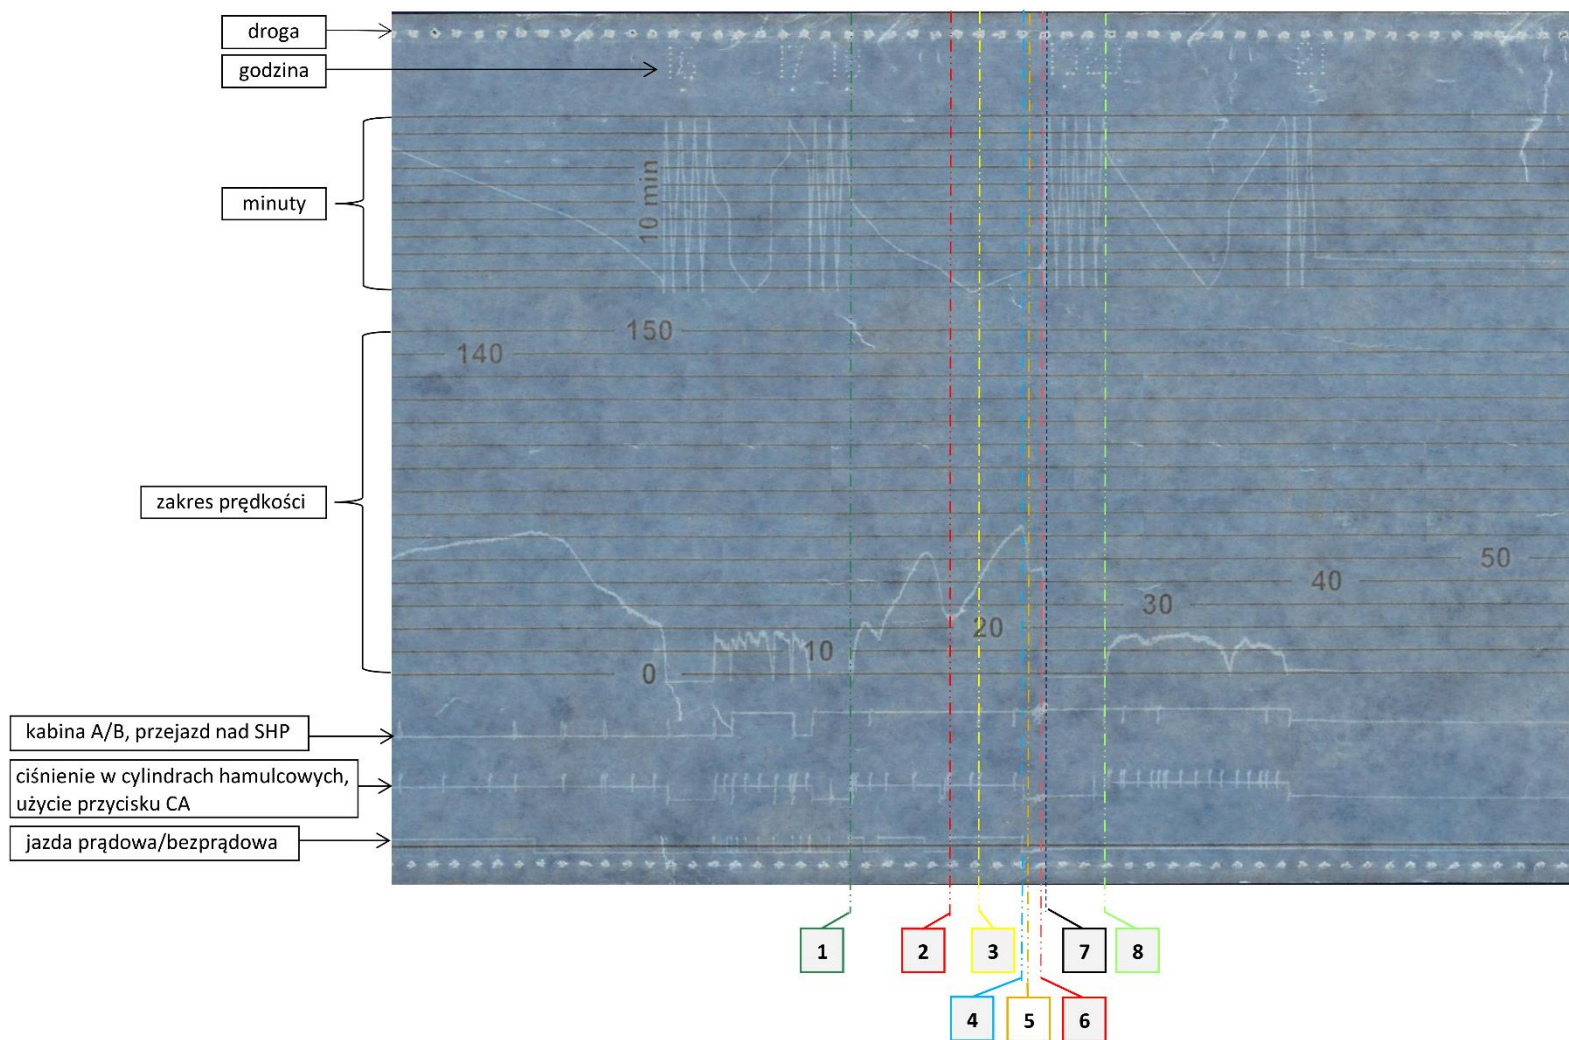 droga
godzina
minuty
10 min
150
140
zakres prędkości
50
40
30
20
10
0
kabina A/B, przejazd nad SHP
ciśnienie w cylindrach hamulcowych,
użycie przycisku CA
jazda prądowa/bezprądowa
1
2
3
7
8
4
5
6